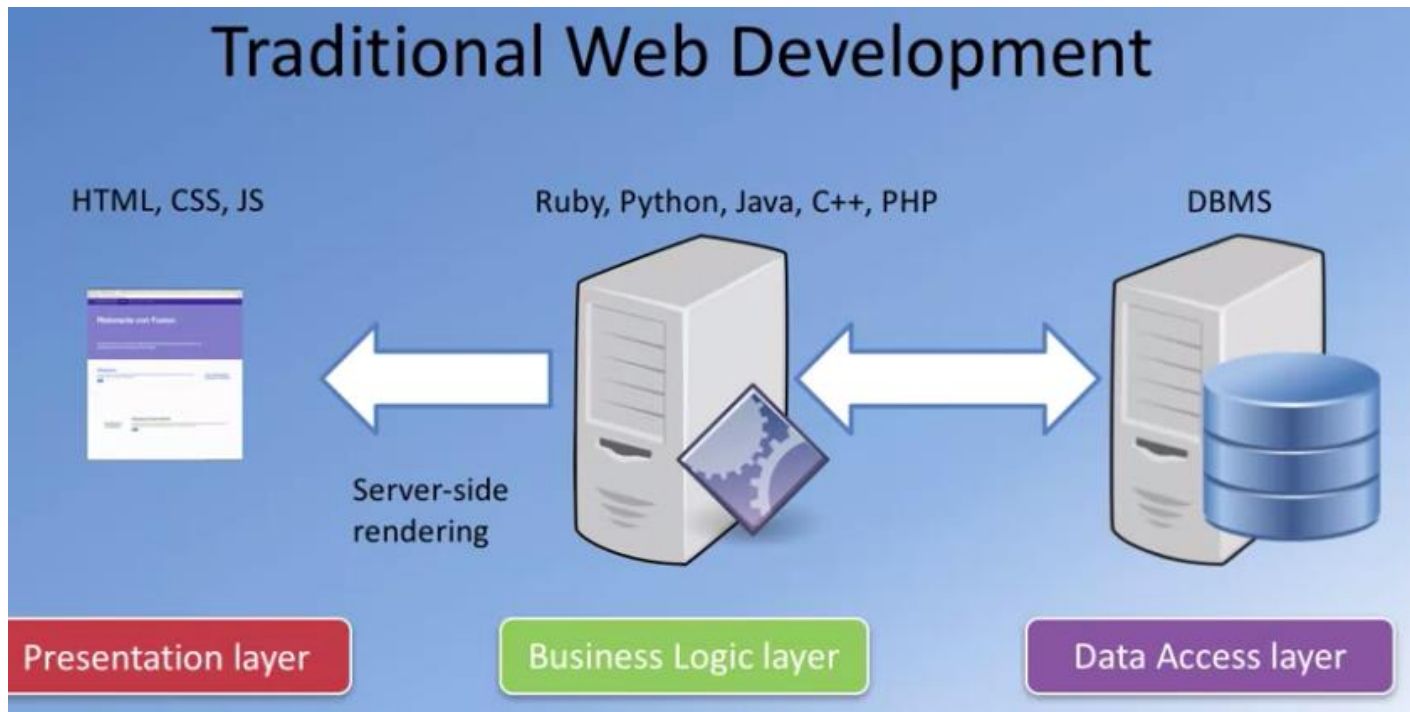 Traditional Web Development
HTML, CSS, JS
Ruby, Python, Java, C++, PHP
DBMS
Server-side
rendering
Presentation layer
Business Logic layer
Data Access layer